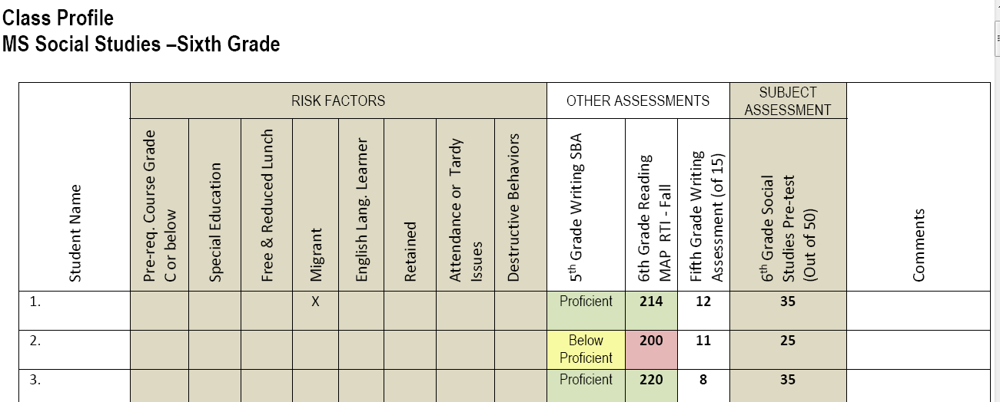 Class Profile
MS Social Studies –Sixth Grade
RISK FACTORS
OTHER ASSESSMENTS
SUBJECT
ASSESSMENT
Student Name
Pre-req. Course Grade
C or below
Special Education
Free & Reduced Lunch
Migrant
English Lang. Learner
Retained
Attendance or Tardy
Issues
Destructive Behaviors
5th Grade Writing SBA
6th Grade Reading
MAP RTI - Fall
Fifth Grade Writing
Assessment (of 15)
6th Grade Social
Studies Pre-test
(Out of 50)
Comments
1. X Proficient 214 12 35
2. Below 200 11 25
Proficient
3. Proficient 220 8 35